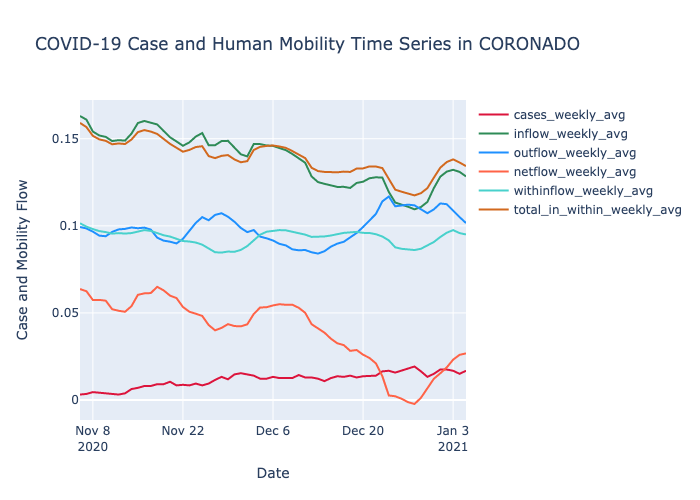 COVID-19 Case and Human Mobility Time Series in CORONADO
Case and Mobility Flow
0.15
0.1
0.05
0
Nov 8
2020
Nov 22
Dec 6
Dec 20
Jan 3
2021
Date
cases_weekly_avg
inflow_weekly_avg
outflow_weekly_avg
netflow_weekly_avg
withinflow_weekly_avg
total_in_within_weekly_avg